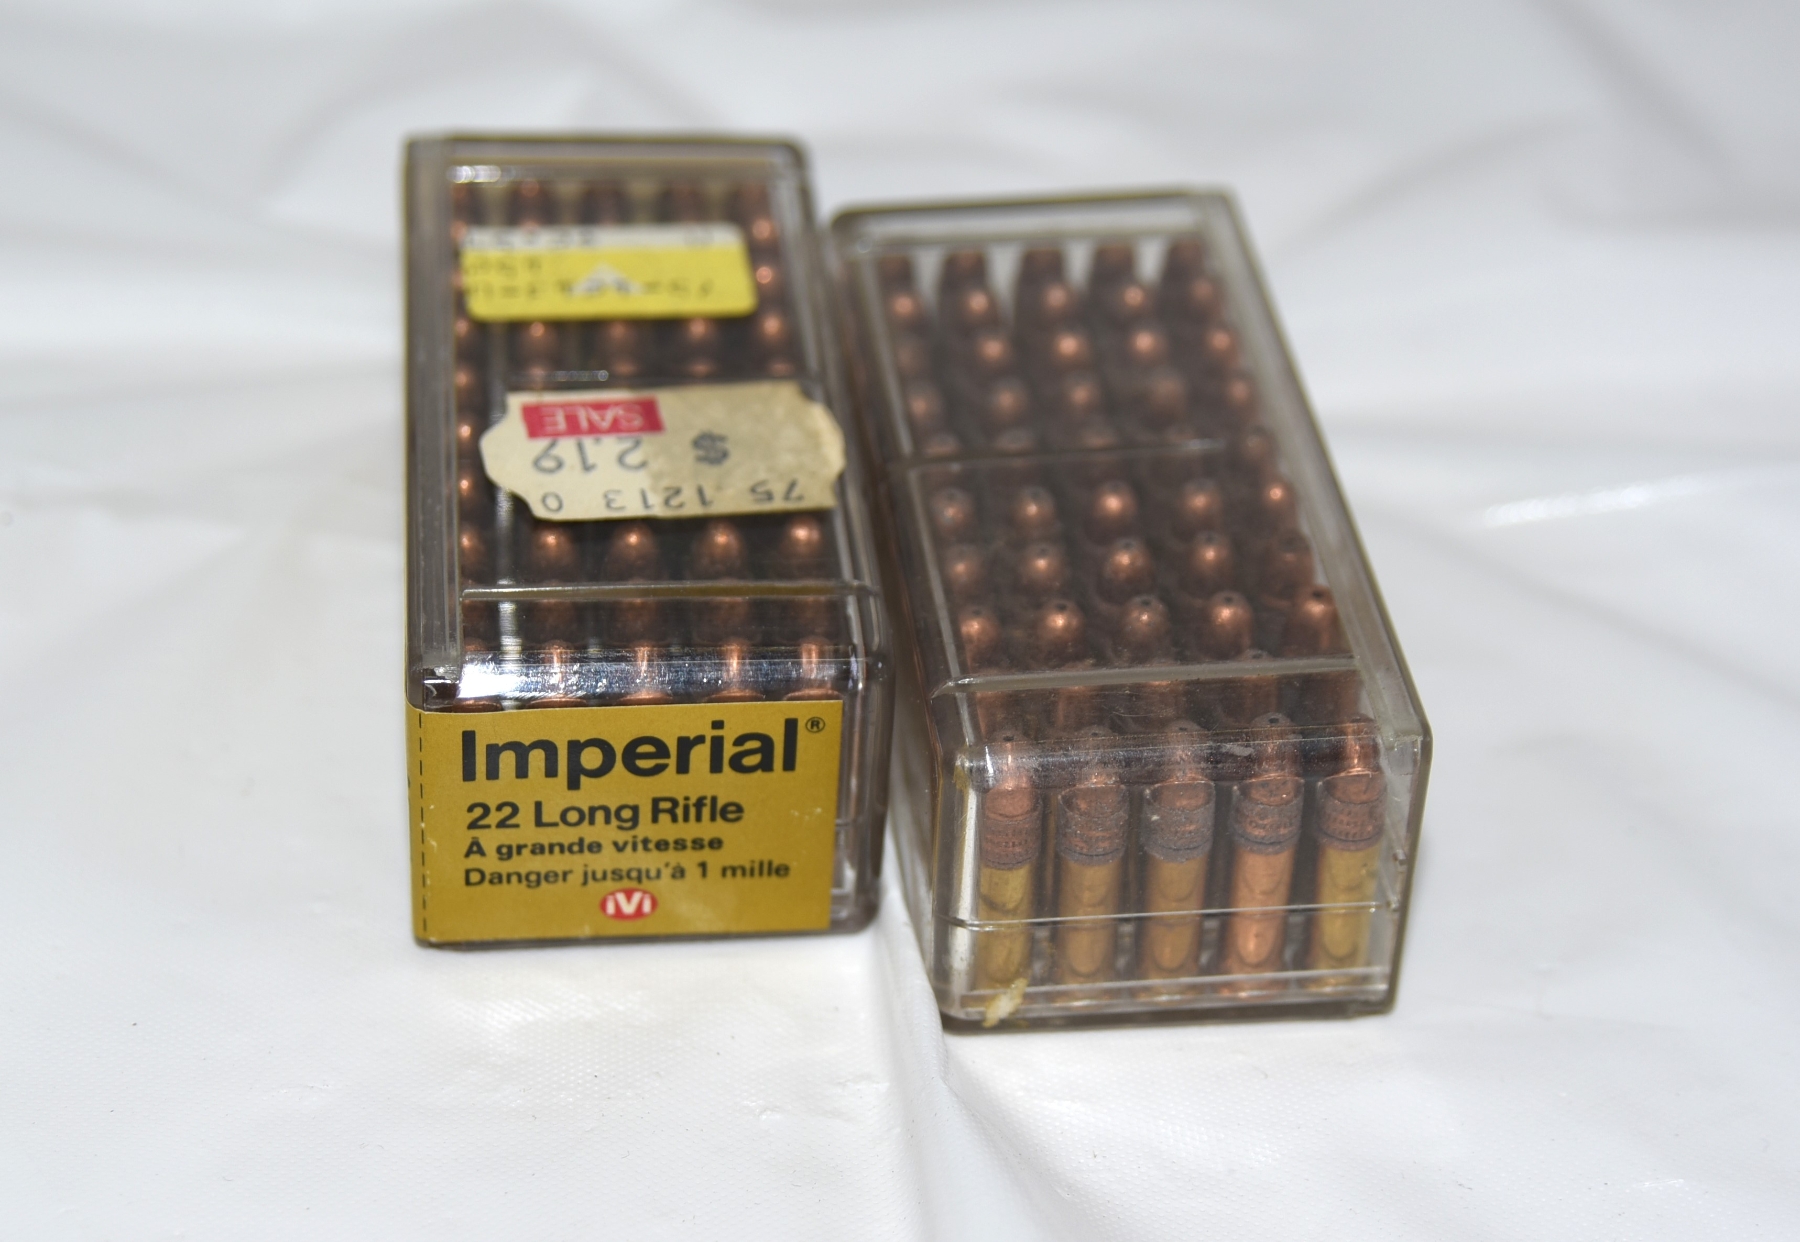 SALE
$ 2.19
75 1213 0
Imperial®
22 Long Rifle
À grande vitesse
Danger jusqu'à 1 mille
iVi